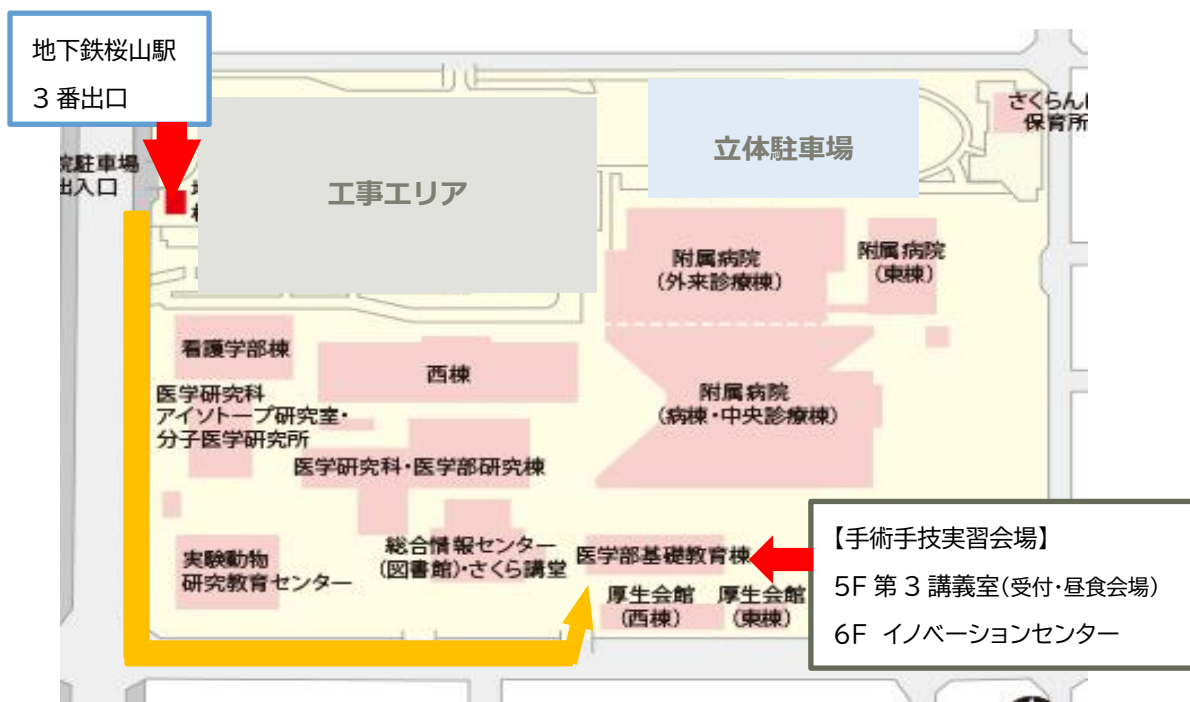 地下鉄桜山駅
3 番出口
工事エリア
立体駐車場
さくらん
保育所
院駐車場
出入口
附属病院
(外来診療棟)
附属病院
(東棟)
看護学部棟
西棟
医学研究科
アイソトープ研究室・
分子医学研究所
附属病院
(病棟・中央診療棟)
医学研究科・医学部研究棟
実験動物
研究教育センター
総合情報センター
(図書館)・さくら講堂
医学部基礎教育棟
厚生会館
(西棟)
厚生会館
(東棟)
【手術手技実習会場】
5F 第 3 講義室(受付・昼食会場)
6F イノベーションセンター